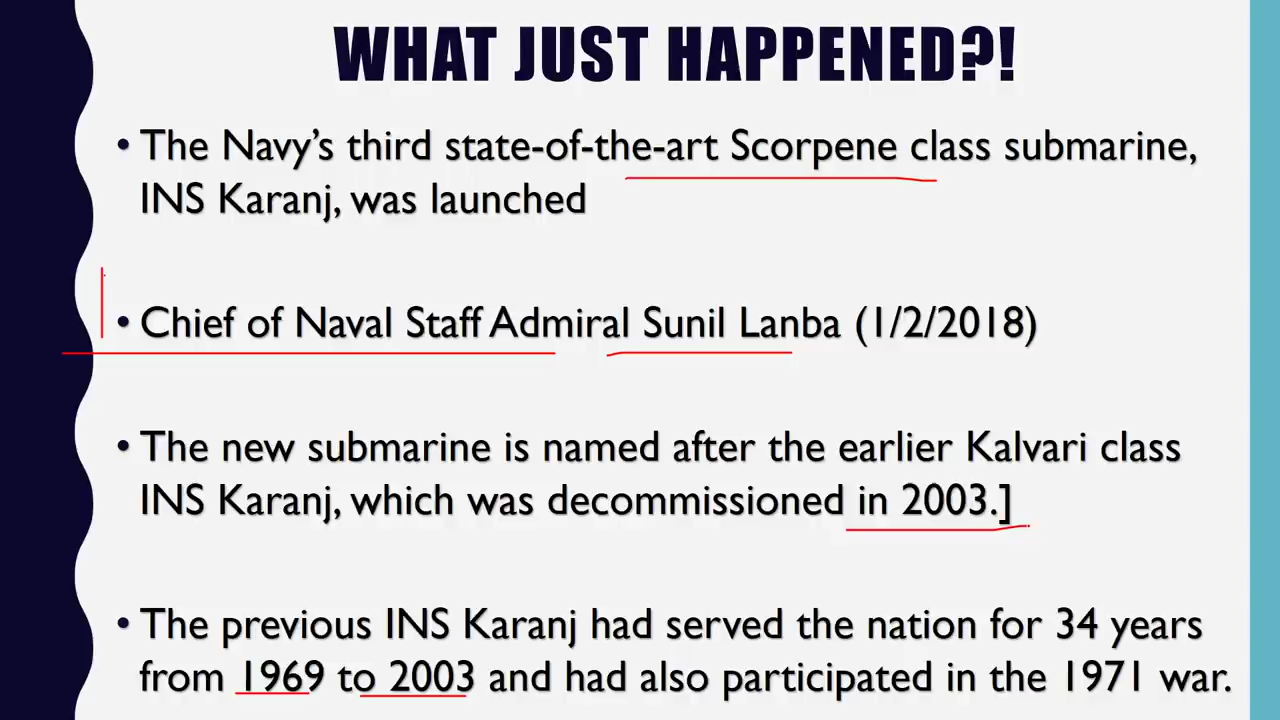 WHAT JUST HAPPENED?!
• The Navy's third state-of-the-art Scorpene class submarine,
INS Karanj, was launched
• Chief of Naval Staff Admiral Sunil Lanba (1/2/2018)
• The new submarine is named after the earlier Kalvari class
INS Karanj, which was decommissioned in 2003.]
• The previous INS Karanj had served the nation for 34 years
from 1969 to 2003 and had also participated in the 1971 war.